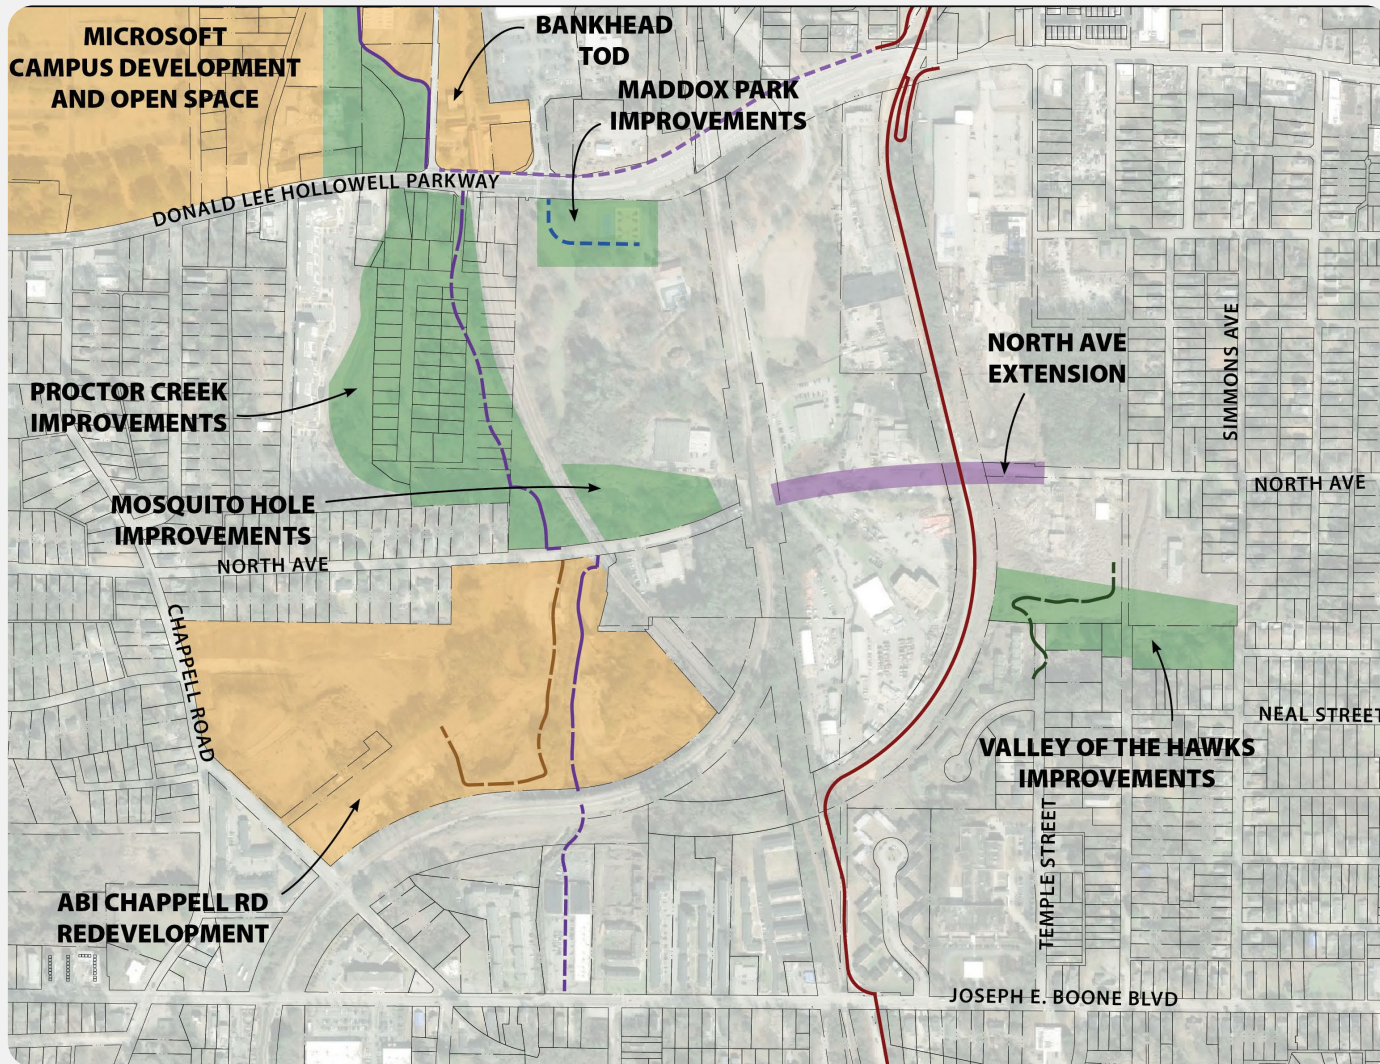 MICROSOFT
CAMPUS DEVELOPMENT
AND OPEN SPACE
BANKHEAD
TOD
MADDOX PARK
IMPROVEMENTS
DONALD LEE HOLLOWELL PARKWAY
PROCTOR CREEK
IMPROVEMENTS
NORTH AVE
EXTENSION
SIMMONS AVE
MOSQUITO HOLE
IMPROVEMENTS
NORTH AVE
NORTH AVE
CHAPPELL ROAD
NEAL STREET
VALLEY OF THE HAWKS
IMPROVEMENTS
TEMPLE STREET
ABI CHAPPELL RD
REDEVELOPMENT
JOSEPH E. BOONE BLVD